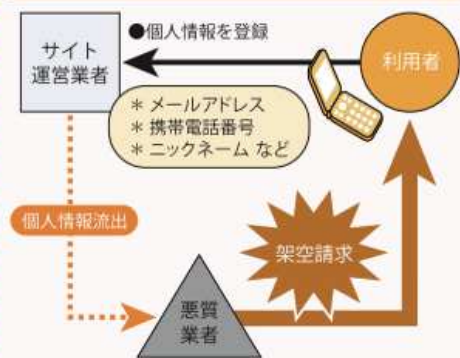 ●個人情報を登録
サイト
運営業者
利用者
＊ メールアドレス
＊ 携帯電話番号
＊ ニックネーム など
個人情報流出
架空請求
悪質
業者